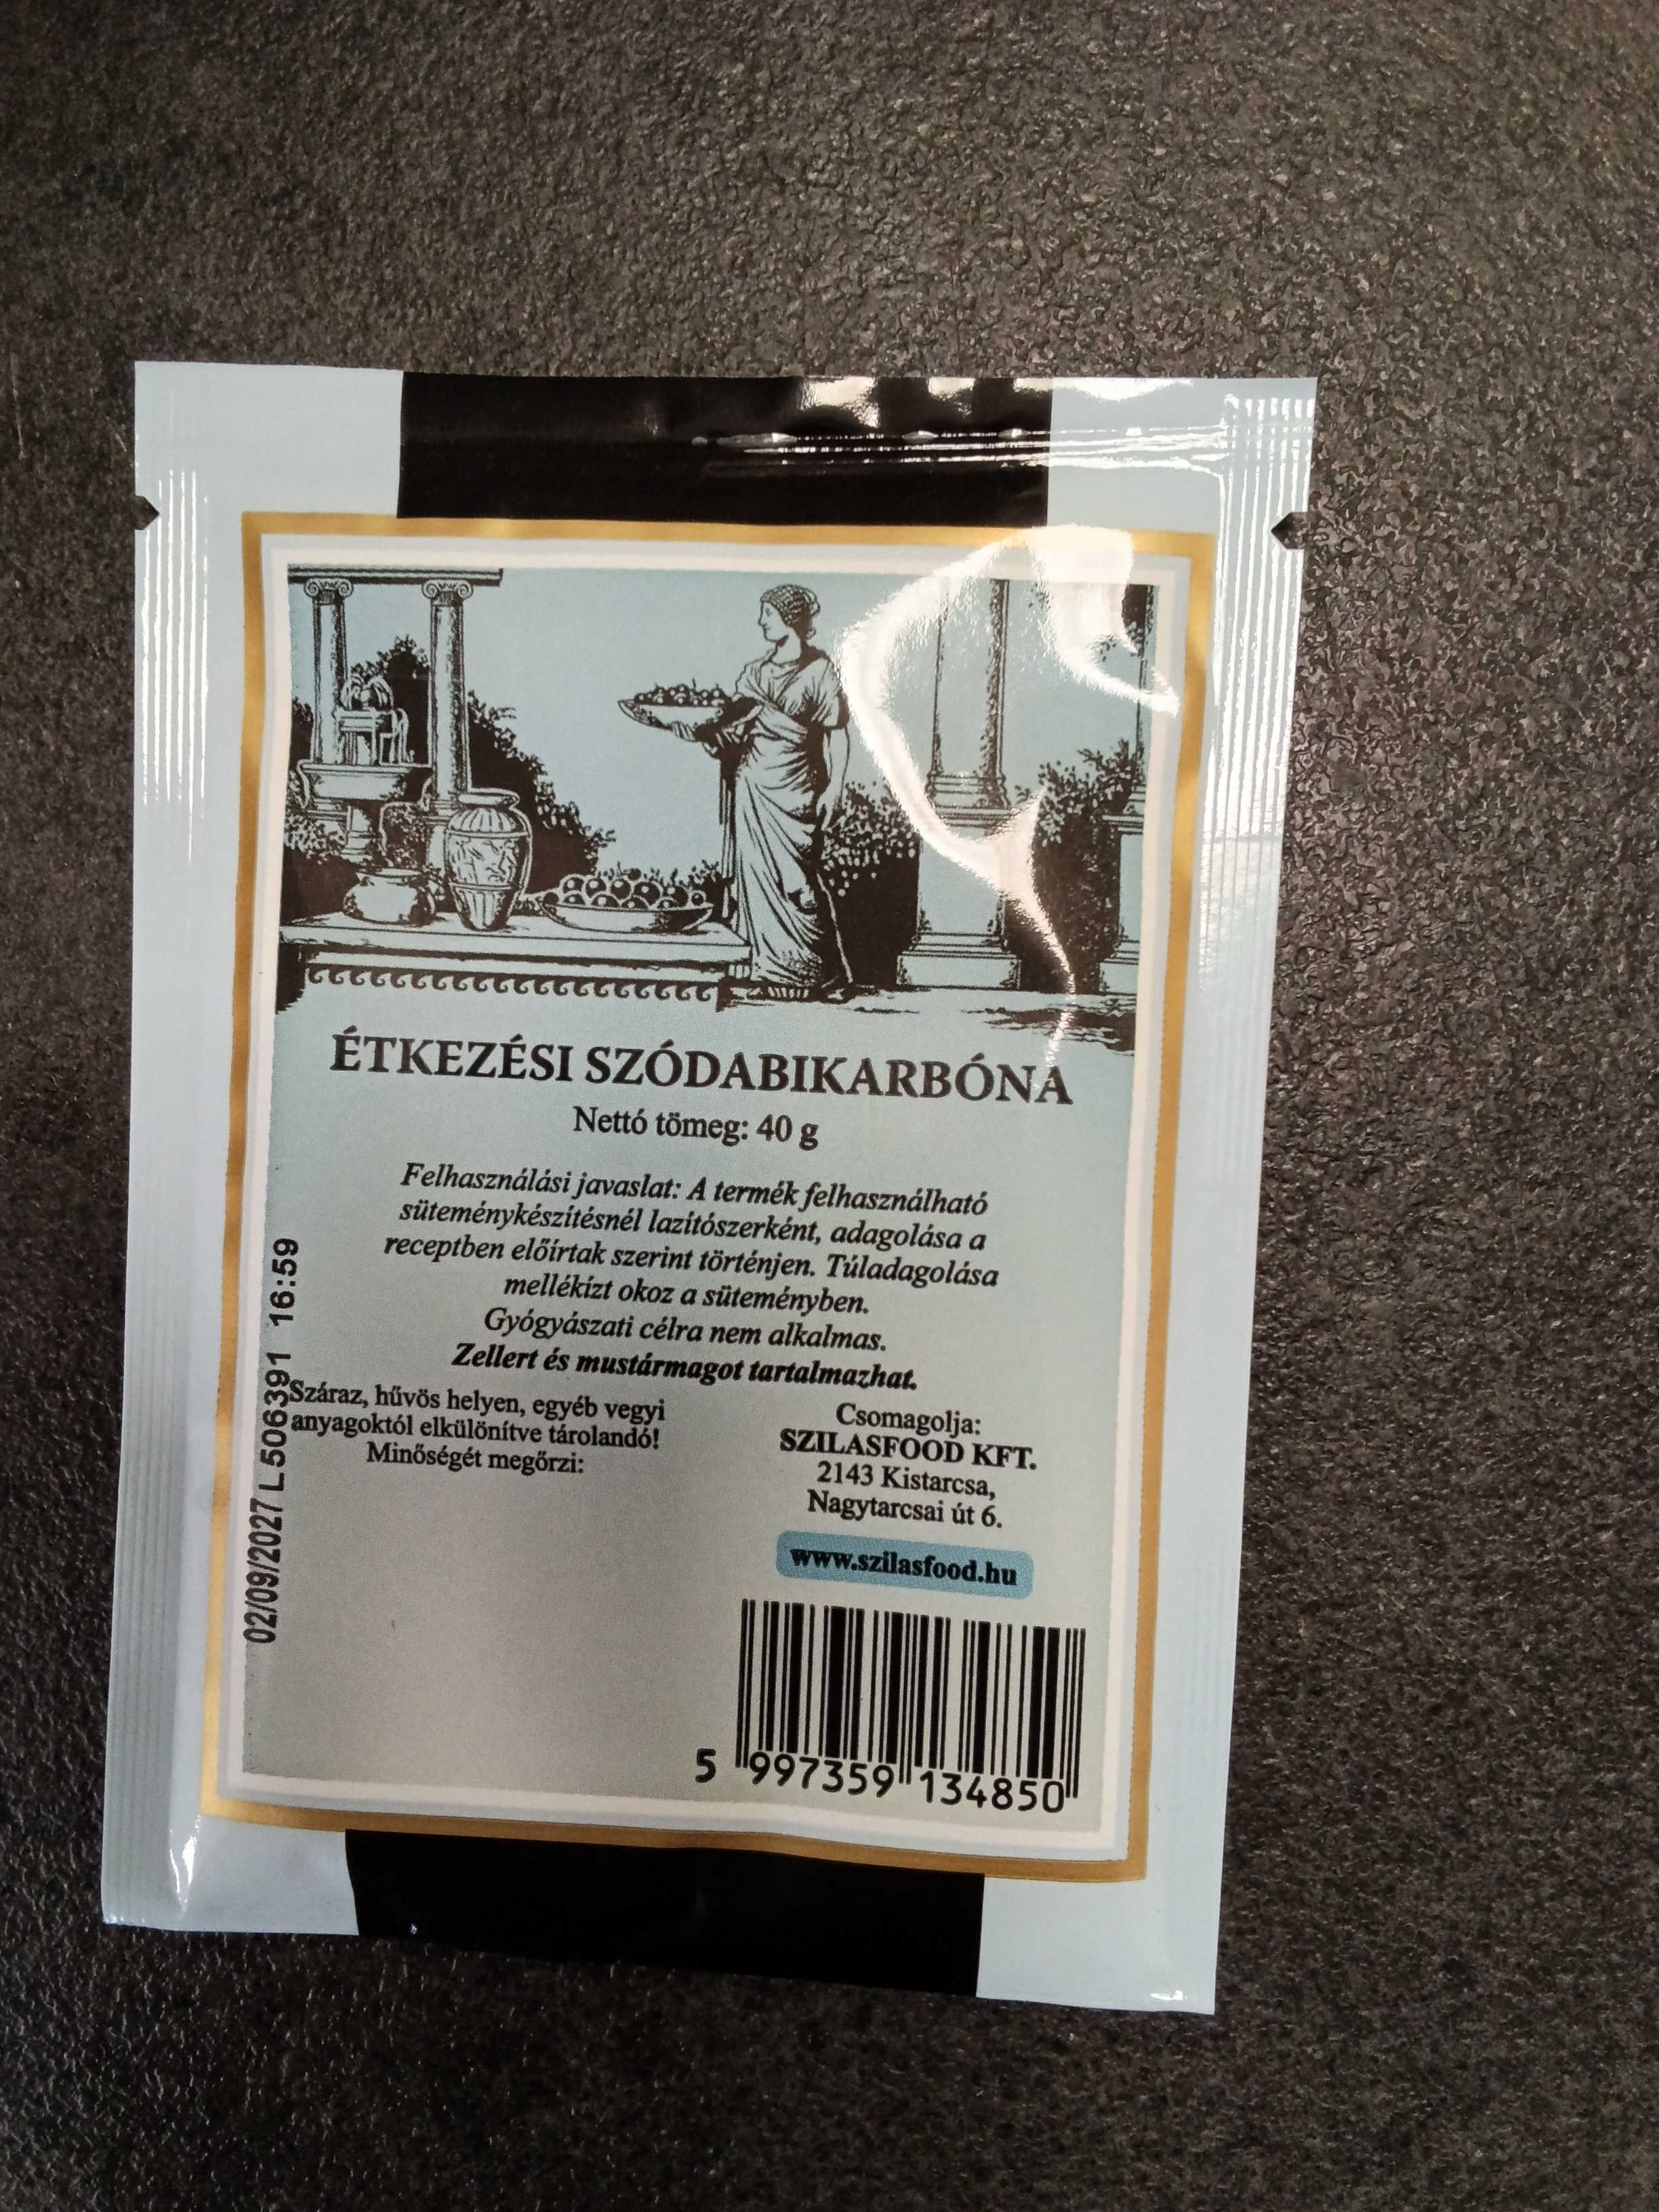 ÉTKEZÉSI SZÓDABIKARBÓNA
Nettó tömeg: 40 g
Felhasználási javaslat: A termék felhasználható
süteménykészítésnél lazítószerként, adagolása a
receptben előírtak szerint történjen. Túladagolása
mellékízt okoz a süteményben.
Gyógyászati célra nem alkalmas.
Zellert és mustármagot tartalmazhat.
Száraz, hűvös helyen, egyéb vegyi
anyagoktól elkülönítve tárolandó!
Minőségét megőrzi:
02/09/2027 L506391 16:59
Csomagolja:
SZILASFOOD KFT.
2143 Kistarcsa,
Nagytarcsai út 6.
www.szilasfood.hu
5 997359 134850